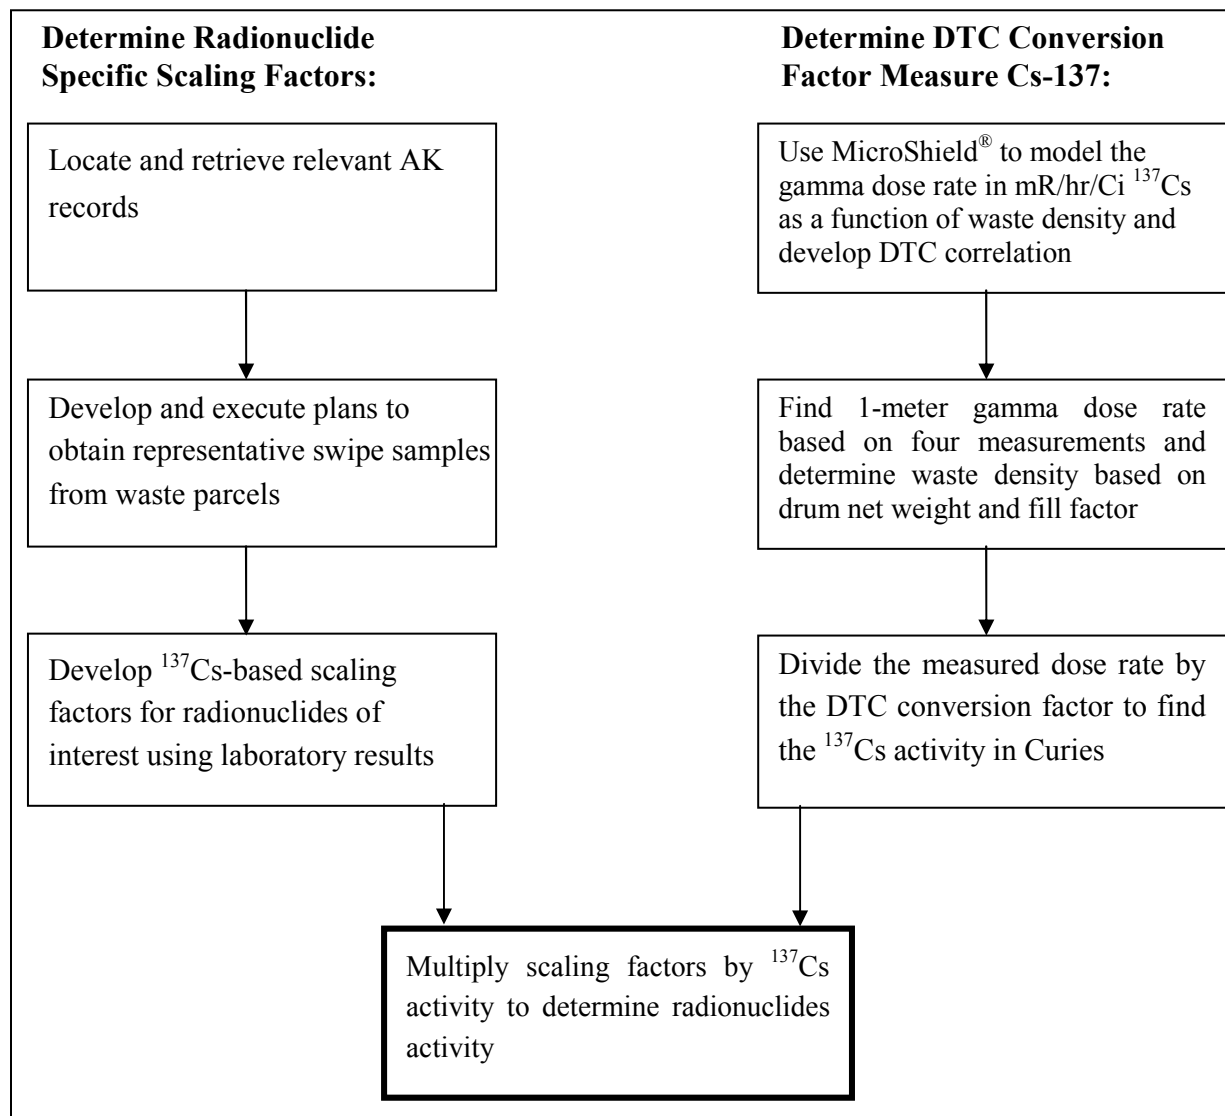 Determine Radionuclide
Specific Scaling Factors:
Locate and retrieve relevant AK
records
Develop and execute plans to
obtain representative swipe samples
from waste parcels
Develop ¹³⁷Cs-based scaling
factors for radionuclides of
interest using laboratory results
Determine DTC Conversion
Factor Measure Cs-137:
Use MicroShield® to model the
gamma dose rate in mR/hr/Ci ¹³⁷Cs
as a function of waste density and
develop DTC correlation
Find 1-meter gamma dose rate
based on four measurements and
determine waste density based on
drum net weight and fill factor
Divide the measured dose rate by
the DTC conversion factor to find
the ¹³⁷Cs activity in Curies
Multiply scaling factors by ¹³⁷Cs
activity to determine radionuclides
activity